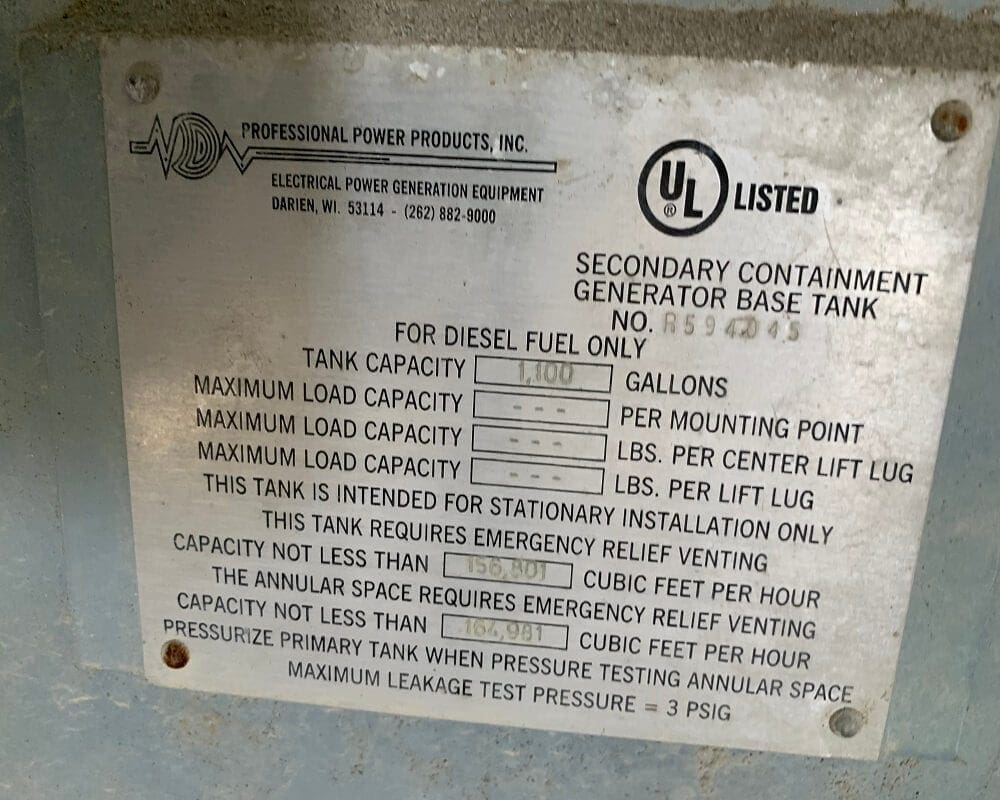 PROFESSIONAL POWER PRODUCTS, INC.
ELECTRICAL POWER GENERATION EQUIPMENT
DARIEN, WI. 53114 - (262) 882-9000
UL ® LISTED
SECONDARY CONTAINMENT
GENERATOR BASE TANK
NO. R594045
FOR DIESEL FUEL ONLY
TANK CAPACITY 1,100 GALLONS
MAXIMUM LOAD CAPACITY --- PER MOUNTING POINT
MAXIMUM LOAD CAPACITY --- LBS. PER CENTER LIFT LUG
MAXIMUM LOAD CAPACITY --- LBS. PER LIFT LUG
THIS TANK IS INTENDED FOR STATIONARY INSTALLATION ONLY
THIS TANK REQUIRES EMERGENCY RELIEF VENTING
CAPACITY NOT LESS THAN 156,801 CUBIC FEET PER HOUR
THE ANNULAR SPACE REQUIRES EMERGENCY RELIEF VENTING
CAPACITY NOT LESS THAN 164,981 CUBIC FEET PER HOUR
PRESSURIZE PRIMARY TANK WHEN PRESSURE TESTING ANNULAR SPACE
MAXIMUM LEAKAGE TEST PRESSURE = 3 PSIG